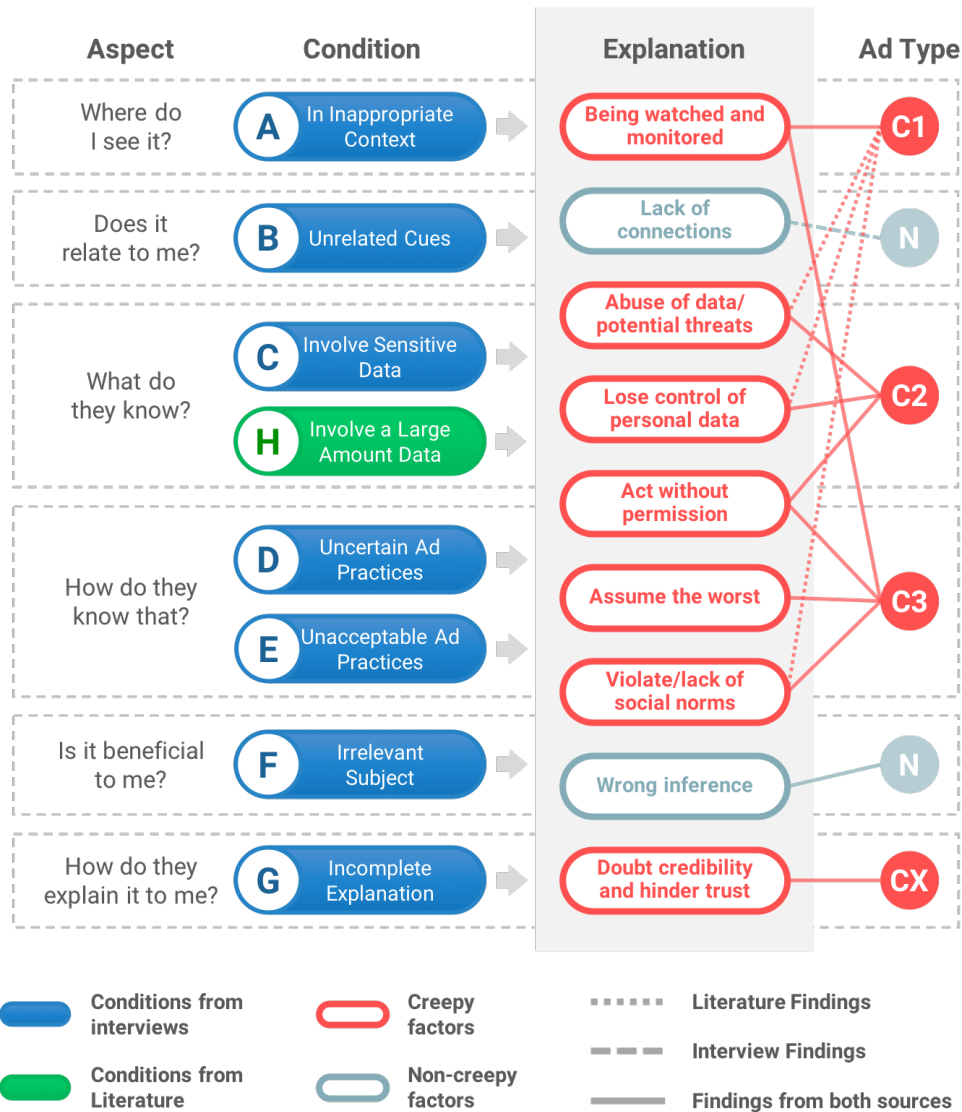 Aspect
Condition
Explanation
Ad Type
Where do
I see it?
A
In Inappropriate
Context
Being watched and
monitored
C1
Does it
relate to me?
B
Unrelated Cues
Lack of
connections
N
What do
they know?
C
Involve Sensitive
Data
H
Involve a Large
Amount Data
Abuse of data/
potential threats
Lose control of
personal data
C2
How do they
know that?
D
Uncertain Ad
Practices
E
Unacceptable Ad
Practices
Act without
permission
Assume the worst
Violate/lack of
social norms
C3
Is it beneficial
to me?
F
Irrelevant
Subject
Wrong inference
N
How do they
explain it to me?
G
Incomplete
Explanation
Doubt credibility
and hinder trust
CX
Conditions from
interviews
Creepy
factors
Literature Findings
Interview Findings
Conditions from
Literature
Non-creepy
factors
Findings from both sources